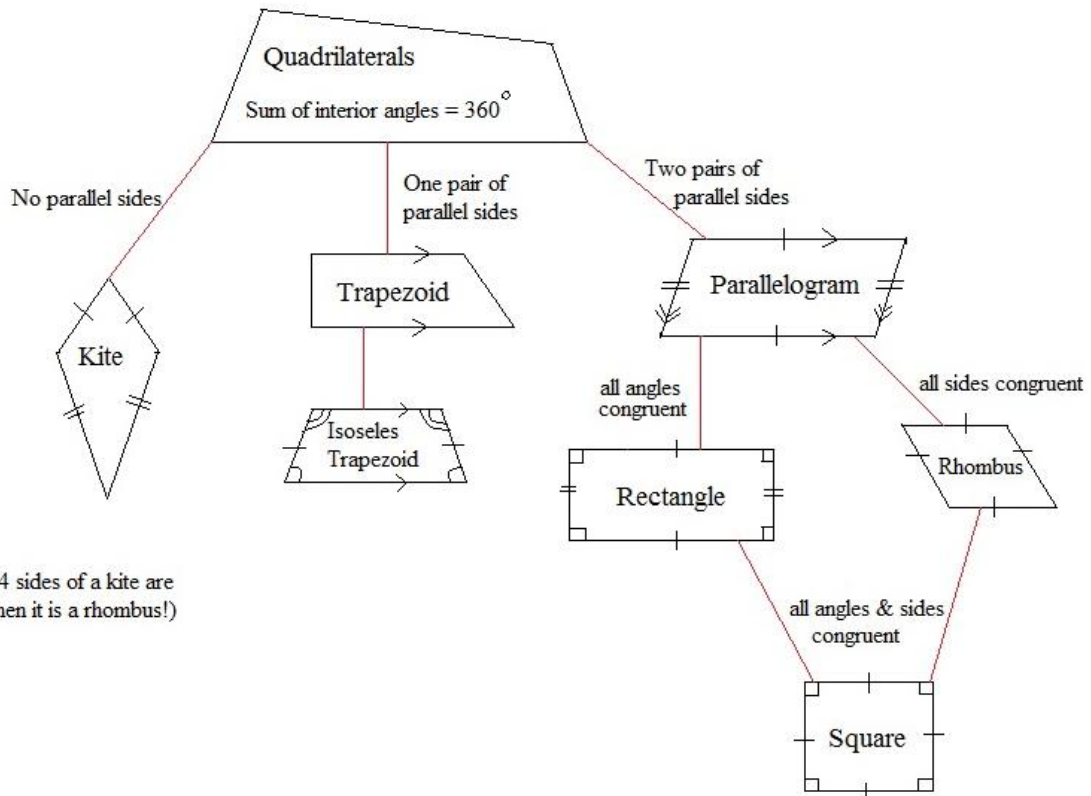 Quadrilaterals
Sum of interior angles = 360°
No parallel sides
One pair of
parallel sides
Two pairs of
parallel sides
Kite
Trapezoid
Parallelogram
Isoseles
Trapezoid
all angles
congruent
all sides congruent
Rectangle
Rhombus
4 sides of a kite are
it is a rhombus!)
all angles & sides
congruent
Square